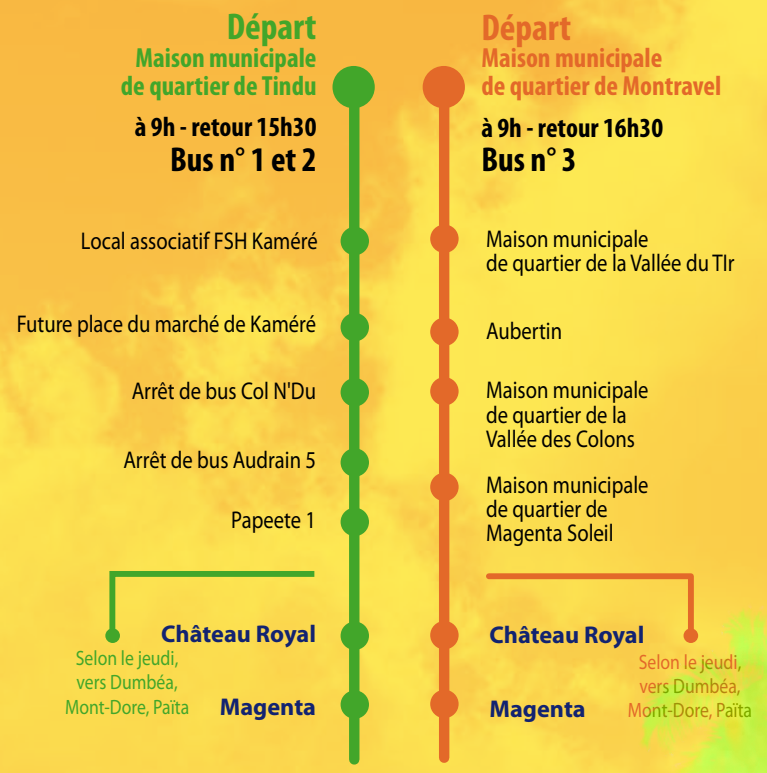 Départ
Maison municipale
de quartier de Tindu
à 9h - retour 15h30
Bus n° 1 et 2
Local associatif FSH Kaméré
Future place du marché de Kaméré
Arrêt de bus Col N'Du
Arrêt de bus Audrain 5
Papeete 1
Château Royal
Selon le jeudi,
vers Dumbéa,
Mont-Dore, Païta
Magenta
Départ
Maison municipale
de quartier de Montravel
à 9h - retour 16h30
Bus n° 3
Maison municipale
de quartier de la Vallée du TIr
Aubertin
Maison municipale
de quartier de la
Vallée des Colons
Maison municipale
de quartier de
Magenta Soleil
Château Royal
Selon le jeudi,
vers Dumbéa,
Mont-Dore, Païta
Magenta